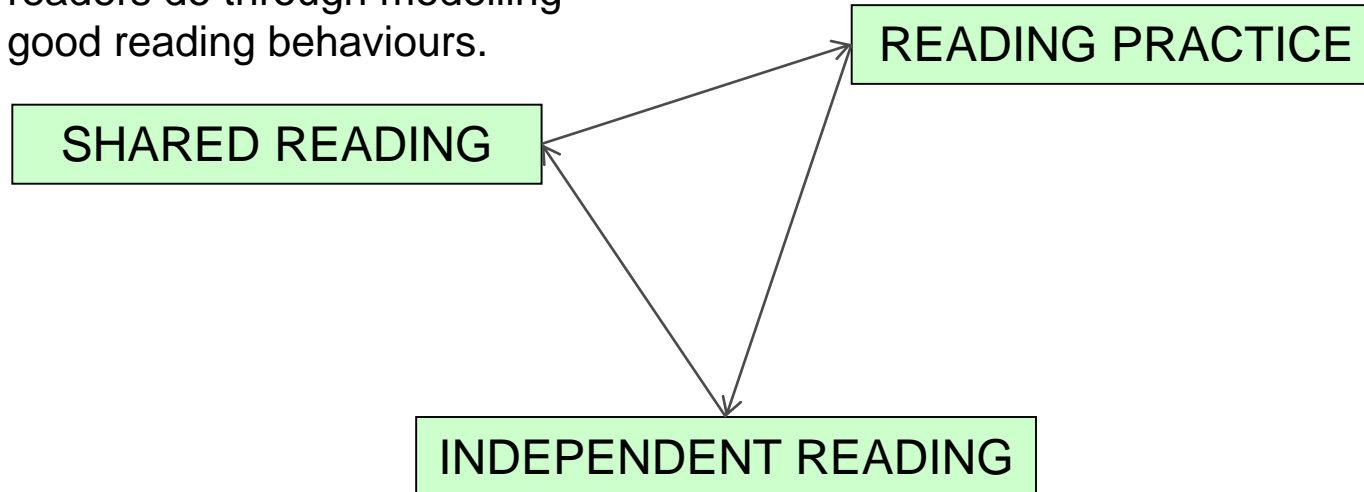 readers do through modelling
good reading behaviours.
READING PRACTICE
SHARED READING
INDEPENDENT READING